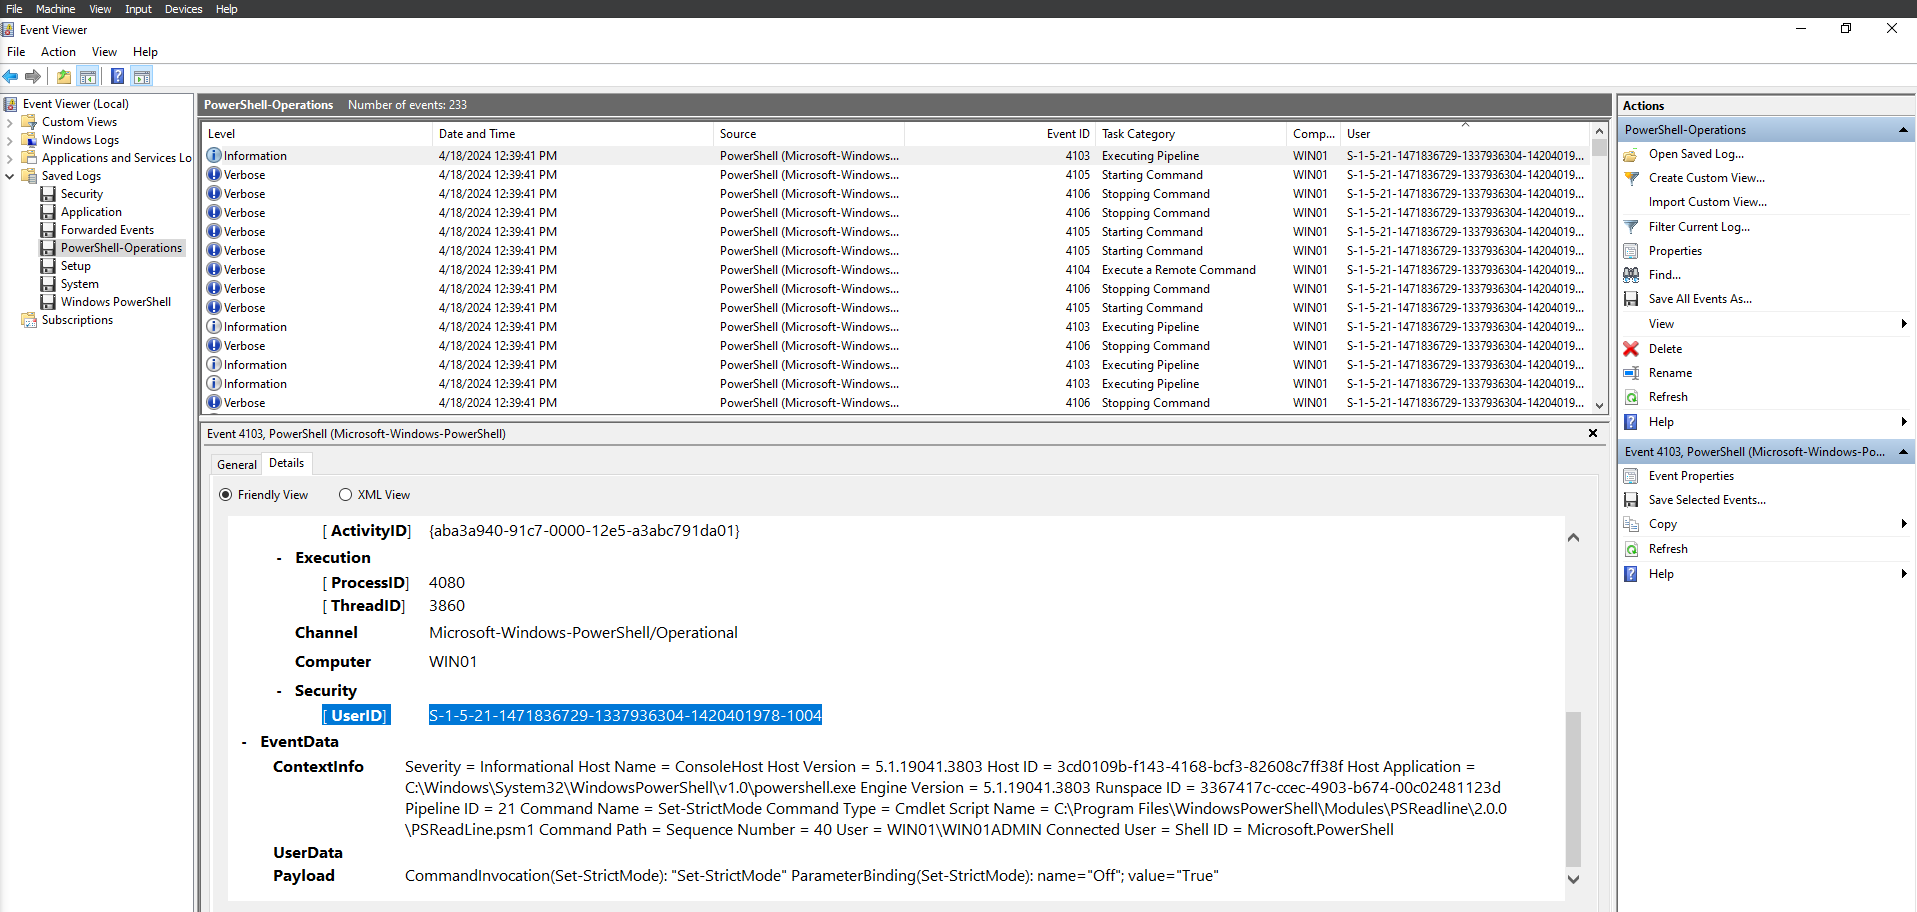 File Machine View Input Devices Help
Event Viewer
File Action View Help
Event Viewer (Local)
Custom Views
Windows Logs
Applications and Services Lo
Saved Logs
Security
Application
Forwarded Events
PowerShell-Operations
Setup
System
Windows PowerShell
Subscriptions
PowerShell-Operations Number of events: 233
Level Date and Time Source Event ID Task Category Comp... User
Information 4/18/2024 12:39:41 PM PowerShell (Microsoft-Windows... 4103 Executing Pipeline WIN01 S-1-5-21-1471836729-1337936304-14204019...
Verbose 4/18/2024 12:39:41 PM PowerShell (Microsoft-Windows... 4105 Starting Command WIN01 S-1-5-21-1471836729-1337936304-14204019...
Verbose 4/18/2024 12:39:41 PM PowerShell (Microsoft-Windows... 4106 Stopping Command WIN01 S-1-5-21-1471836729-1337936304-14204019...
Verbose 4/18/2024 12:39:41 PM PowerShell (Microsoft-Windows... 4106 Stopping Command WIN01 S-1-5-21-1471836729-1337936304-14204019...
Verbose 4/18/2024 12:39:41 PM PowerShell (Microsoft-Windows... 4105 Starting Command WIN01 S-1-5-21-1471836729-1337936304-14204019...
Verbose 4/18/2024 12:39:41 PM PowerShell (Microsoft-Windows... 4105 Starting Command WIN01 S-1-5-21-1471836729-1337936304-14204019...
Verbose 4/18/2024 12:39:41 PM PowerShell (Microsoft-Windows... 4104 Execute a Remote Command WIN01 S-1-5-21-1471836729-1337936304-14204019...
Verbose 4/18/2024 12:39:41 PM PowerShell (Microsoft-Windows... 4106 Stopping Command WIN01 S-1-5-21-1471836729-1337936304-14204019...
Verbose 4/18/2024 12:39:41 PM PowerShell (Microsoft-Windows... 4105 Starting Command WIN01 S-1-5-21-1471836729-1337936304-14204019...
Information 4/18/2024 12:39:41 PM PowerShell (Microsoft-Windows... 4103 Executing Pipeline WIN01 S-1-5-21-1471836729-1337936304-14204019...
Verbose 4/18/2024 12:39:41 PM PowerShell (Microsoft-Windows... 4106 Stopping Command WIN01 S-1-5-21-1471836729-1337936304-14204019...
Information 4/18/2024 12:39:41 PM PowerShell (Microsoft-Windows... 4103 Executing Pipeline WIN01 S-1-5-21-1471836729-1337936304-14204019...
Information 4/18/2024 12:39:41 PM PowerShell (Microsoft-Windows... 4103 Executing Pipeline WIN01 S-1-5-21-1471836729-1337936304-14204019...
Verbose 4/18/2024 12:39:41 PM PowerShell (Microsoft-Windows... 4106 Stopping Command WIN01 S-1-5-21-1471836729-1337936304-14204019...
Event 4103, PowerShell (Microsoft-Windows-PowerShell)
General Details
Friendly View XML View
[ ActivityID] {aba3a940-91c7-0000-12e5-a3abc791da01}
- Execution
[ ProcessID] 4080
[ ThreadID] 3860
Channel Microsoft-Windows-PowerShell/Operational
Computer WIN01
- Security
[ UserID] S-1-5-21-1471836729-1337936304-1420401978-1004
- EventData
ContextInfo Severity = Informational Host Name = ConsoleHost Host Version = 5.1.19041.3803 Host ID = 3cd0109b-f143-4168-bcf3-82608c7ff38f Host Application =
C:\Windows\System32\WindowsPowerShell\v1.0\powershell.exe Engine Version = 5.1.19041.3803 Runspace ID = 3367417c-ccec-4903-b674-00c02481123d
Pipeline ID = 21 Command Name = Set-StrictMode Command Type = Cmdlet Script Name = C:\Program Files\WindowsPowerShell\Modules\PSReadline\2.0.0
\PSReadLine.psm1 Command Path = Sequence Number = 40 User = WIN01\WIN01ADMIN Connected User = Shell ID = Microsoft.PowerShell
UserData
Payload CommandInvocation(Set-StrictMode): "Set-StrictMode" ParameterBinding(Set-StrictMode): name="Off"; value="True"
Actions
PowerShell-Operations
Open Saved Log...
Create Custom View...
Import Custom View...
Filter Current Log...
Properties
Find...
Save All Events As...
View
Delete
Rename
Refresh
Help
Event 4103, PowerShell (Microsoft-Windows-Po...
Event Properties
Save Selected Events...
Copy
Refresh
Help